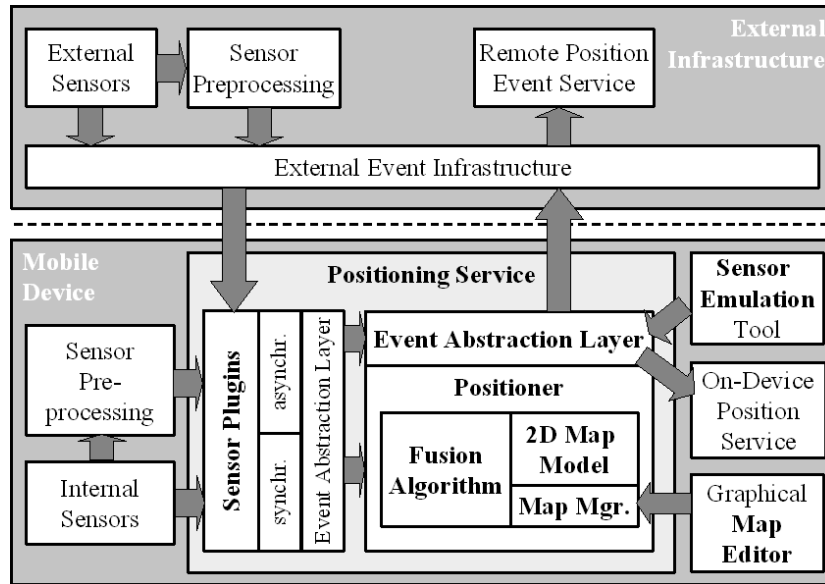 External
Sensors
Sensor
Preprocessing
Remote Position
Event Service
External
Infrastructure
External Event Infrastructure
Mobile
Device
Positioning Service
Sensor
Emulation
Tool
Sensor
Pre-
processing
Internal
Sensors
Sensor Plugins
asynchr.
synchr.
Event Abstraction Layer
Event Abstraction Layer
Positioner
Fusion
Algorithm
2D Map
Model
Map Mgr.
On-Device
Position
Service
Graphical
Map
Editor